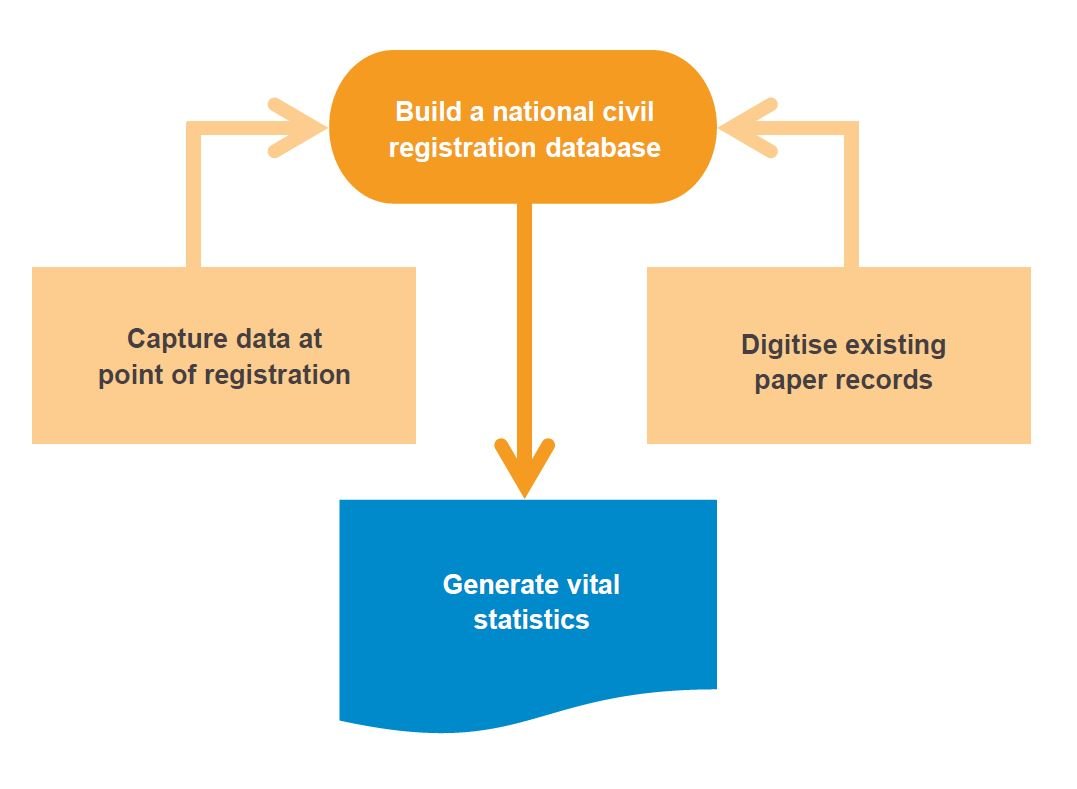 Build a national civil
registration database
Capture data at
point of registration
Digitise existing
paper records
Generate vital
statistics